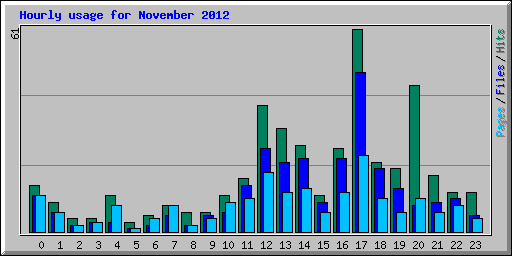 Hourly usage for November 2012
61
Pages / Files / Hits
0 1 2 3 4 5 6 7 8 9 10 11 12 13 14 15 16 17 18 19 20 21 22 23